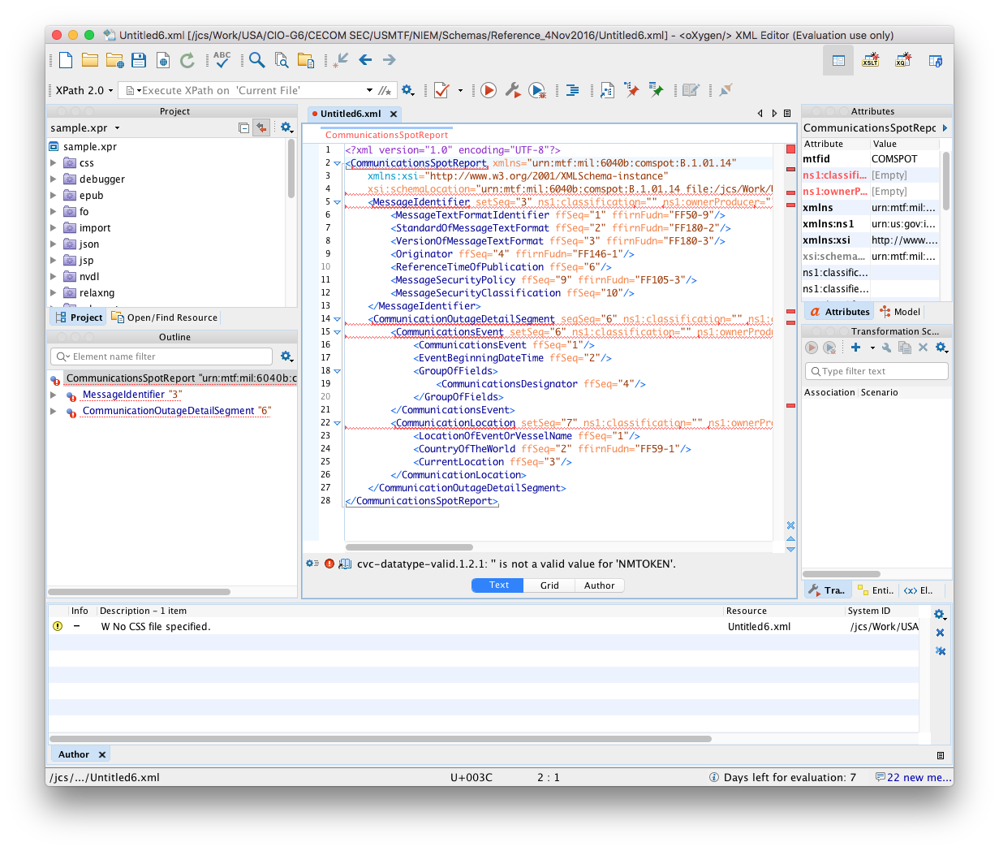 Untitled6.xml [/jcs/Work/USA/CIO-G6/CECOM SEC/USMTF/NIEM/Schemas/Reference_4Nov2016/Untitled6.xml] - <oXygen/> XML Editor (Evaluation use only)
ABC
XSLT
XQ
XPath 2.0
Execute XPath on 'Current File'
Project
sample.xpr
sample.xpr
css
debugger
epub
fo
import
json
jsp
nvdl
relaxng
Project
Open/Find Resource
Outline
Element name filter
CommunicationsSpotReport "urn:mtf:mil:6040b:c
MessageIdentifier "3"
CommunicationOutageDetailSegment "6"
Untitled6.xml
CommunicationsSpotReport
1 <?xml version="1.0" encoding="UTF-8"?>
2 <CommunicationsSpotReport xmlns="urn:mtf:mil:6040b:comspot:B.1.01.14"
3 xmlns:xsi="http://www.w3.org/2001/XMLSchema-instance"
4 xsi:schemaLocation="urn:mtf:mil:6040b:comspot:B.1.01.14 file:/jcs/Work/
5 <MessageIdentifier setSeq="3" ns1:classification="" ns1:ownerProducer="
6 <MessageTextFormatIdentifier ffSeq="1" ffirnFudn="FF50-9"/>
7 <StandardOfMessageTextFormat ffSeq="2" ffirnFudn="FF180-2"/>
8 <VersionOfMessageTextFormat ffSeq="3" ffirnFudn="FF180-3"/>
9 <Originator ffSeq="4" ffirnFudn="FF146-1"/>
10 <ReferenceTimeOfPublication ffSeq="6"/>
11 <MessageSecurityPolicy ffSeq="9" ffirnFudn="FF105-3"/>
12 <MessageSecurityClassification ffSeq="10"/>
13 </MessageIdentifier>
14 <CommunicationOutageDetailSegment segSeq="6" ns1:classification="" ns1:
15 <CommunicationsEvent setSeq="6" ns1:classification="" ns1:ownerProd
16 <CommunicationsEvent ffSeq="1"/>
17 <EventBeginningDateTime ffSeq="2"/>
18 <GroupOfFields>
19 <CommunicationsDesignator ffSeq="4"/>
20 </GroupOfFields>
21 </CommunicationsEvent>
22 <CommunicationLocation setSeq="7" ns1:classification="" ns1:ownerPr
23 <LocationOfEventOrVesselName ffSeq="1"/>
24 <CountryOfTheWorld ffSeq="2" ffirnFudn="FF59-1"/>
25 <CurrentLocation ffSeq="3"/>
26 </CommunicationLocation>
27 </CommunicationOutageDetailSegment>
28 </CommunicationsSpotReport>
cvc-datatype-valid.1.2.1: '' is not a valid value for 'NMTOKEN'.
Text Grid Author
Attributes
CommunicationsSpotRepc
Attribute Value
mtfid COMSPOT
ns1:classifi... [Empty]
ns1:ownerP... [Empty]
xmlns urn:mtf:mil:...
xmlns:ns1 urn:us:gov:i...
xmlns:xsi http://www....
xsi:schema... urn:mtf:mil:...
ns1:classific...
ns1:classifie...
Attributes
Model
Transformation Sc...
Type filter text
Association Scenario
Tra..
Enti..
El..
Info Description - 1 item Resource System ID
W No CSS file specified. Untitled6.xml /jcs/Work/USA
Author
/jcs/.../Untitled6.xml U+003C 2 : 1 Days left for evaluation: 7 22 new me...